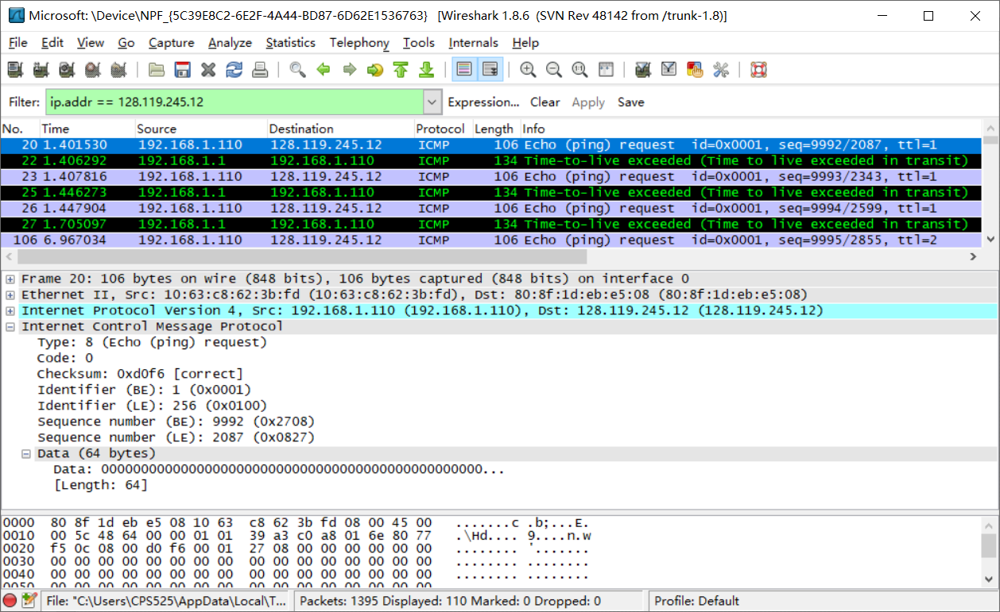 Microsoft: \Device\NPF_{5C39E8C2-6E2F-4A44-BD87-6D62E1536763} [Wireshark 1.8.6 (SVN Rev 48142 from /trunk-1.8)]
File Edit View Go Capture Analyze Statistics Telephony Tools Internals Help
Filter: ip.addr == 128.119.245.12 Expression... Clear Apply Save
No. Time Source Destination Protocol Length Info
20 1.401530 192.168.1.110 128.119.245.12 ICMP 106 Echo (ping) request id=0x0001, seq=9992/2087, ttl=1
22 1.406292 192.168.1.1 192.168.1.110 ICMP 134 Time-to-live exceeded (Time to live exceeded in transit)
23 1.407816 192.168.1.110 128.119.245.12 ICMP 106 Echo (ping) request id=0x0001, seq=9993/2343, ttl=1
25 1.446273 192.168.1.1 192.168.1.110 ICMP 134 Time-to-live exceeded (Time to live exceeded in transit)
26 1.447904 192.168.1.110 128.119.245.12 ICMP 106 Echo (ping) request id=0x0001, seq=9994/2599, ttl=1
27 1.705097 192.168.1.1 192.168.1.110 ICMP 134 Time-to-live exceeded (Time to live exceeded in transit)
106 6.967034 192.168.1.110 128.119.245.12 ICMP 106 Echo (ping) request id=0x0001, seq=9995/2855, ttl=2
Frame 20: 106 bytes on wire (848 bits), 106 bytes captured (848 bits) on interface 0
Ethernet II, Src: 10:63:c8:62:3b:fd (10:63:c8:62:3b:fd), Dst: 80:8f:1d:eb:e5:08 (80:8f:1d:eb:e5:08)
Internet Protocol Version 4, Src: 192.168.1.110 (192.168.1.110), Dst: 128.119.245.12 (128.119.245.12)
Internet Control Message Protocol
Type: 8 (Echo (ping) request)
Code: 0
Checksum: 0xd0f6 [correct]
Identifier (BE): 1 (0x0001)
Identifier (LE): 256 (0x0100)
Sequence number (BE): 9992 (0x2708)
Sequence number (LE): 2087 (0x0827)
Data (64 bytes)
Data: 000000000000000000000000000000000000000000000000...
[Length: 64]
0000 80 8f 1d eb e5 08 10 63 c8 62 3b fd 08 00 45 00 .......c .b;...E.
0010 00 5c 48 64 00 00 01 01 39 a3 c0 a8 01 6e 80 77 .\Hd.... 9....n.w
0020 f5 0c 08 00 d0 f6 00 01 27 08 00 00 00 00 00 00 ........ '.......
0030 00 00 00 00 00 00 00 00 00 00 00 00 00 00 00 00 ........ ........
0040 00 00 00 00 00 00 00 00 00 00 00 00 00 00 00 00 ........ ........
0050 00 00 00 00 00 00 00 00 00 00 00 00 00 00 00 00
File: "C:\Users\CPS525\AppData\Local\T... Packets: 1395 Displayed: 110 Marked: 0 Dropped: 0 Profile: Default